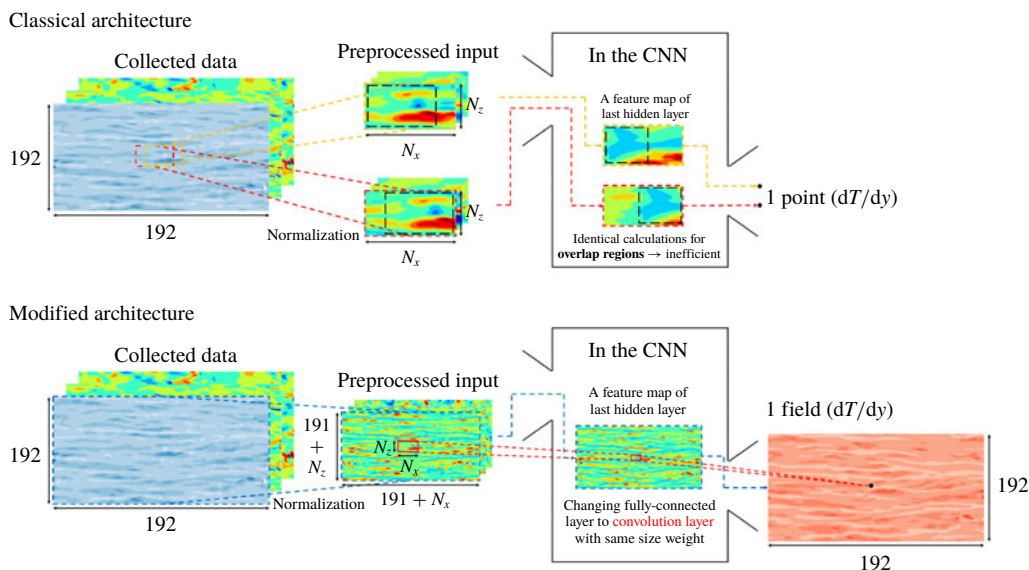 Classical architecture
Collected data
Preprocessed input
In the CNN
192
192
Normalization
N_z
N_x
N_z
N_x
A feature map of
last hidden layer
Identical calculations for
overlap regions → inefficient
1 point (dT/dy)
Modified architecture
Collected data
Preprocessed input
In the CNN
192
192
Normalization
191
+
N_z
N_z
N_x
191 + N_x
A feature map of
last hidden layer
Changing fully-connected
layer to convolution layer
with same size weight
1 field (dT/dy)
192
192